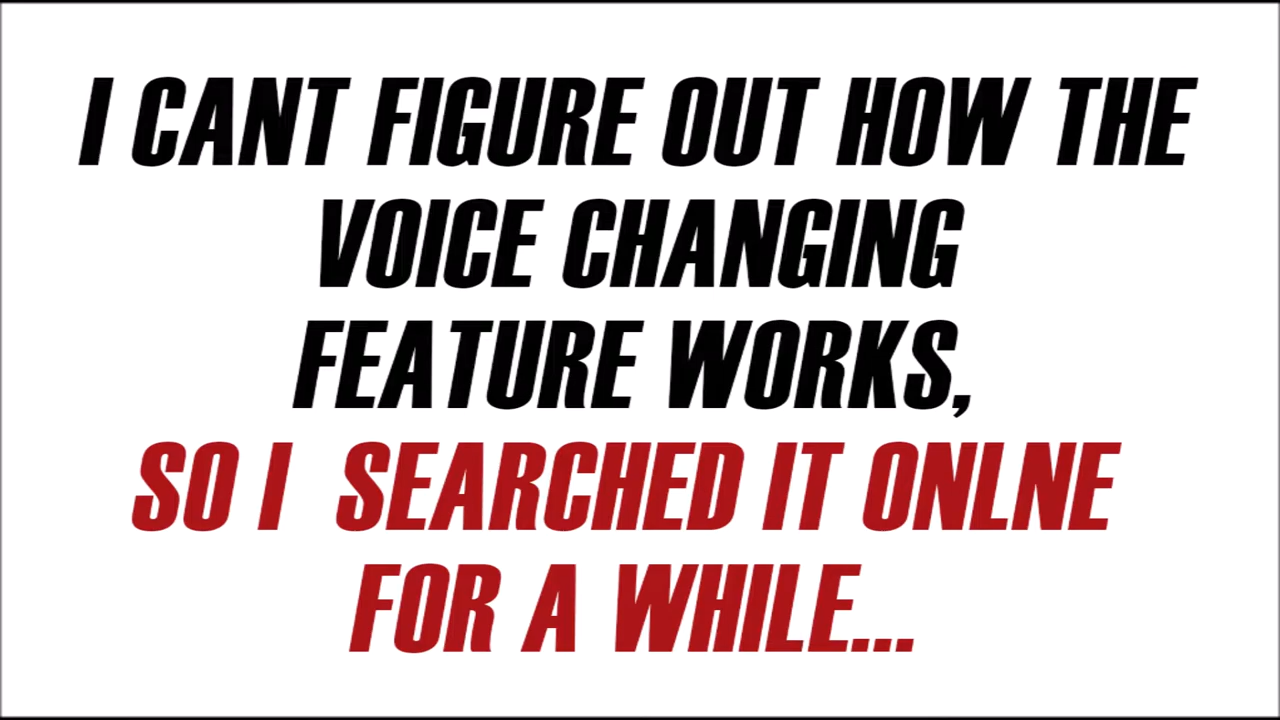 I CANT FIGURE OUT HOW THE
VOICE CHANGING
FEATURE WORKS,
SO I  SEARCHED IT ONLNE
FOR A WHILE...